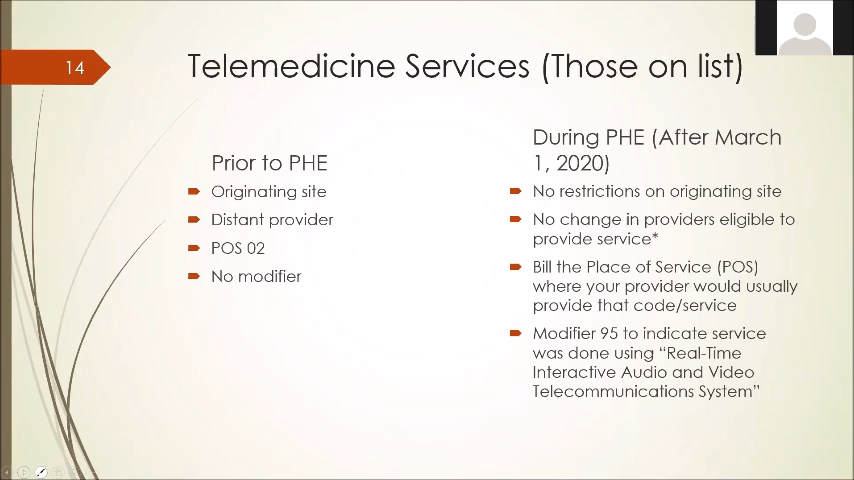 14
Telemedicine Services (Those on list)
Prior to PHE
Originating site
Distant provider
POS 02
No modifier
During PHE (After March
1, 2020)
No restrictions on originating site
No change in providers eligible to
provide service*
Bill the Place of Service (POS)
where your provider would usually
provide that code/service
Modifier 95 to indicate service
was done using “Real-Time
Interactive Audio and Video
Telecommunications System”